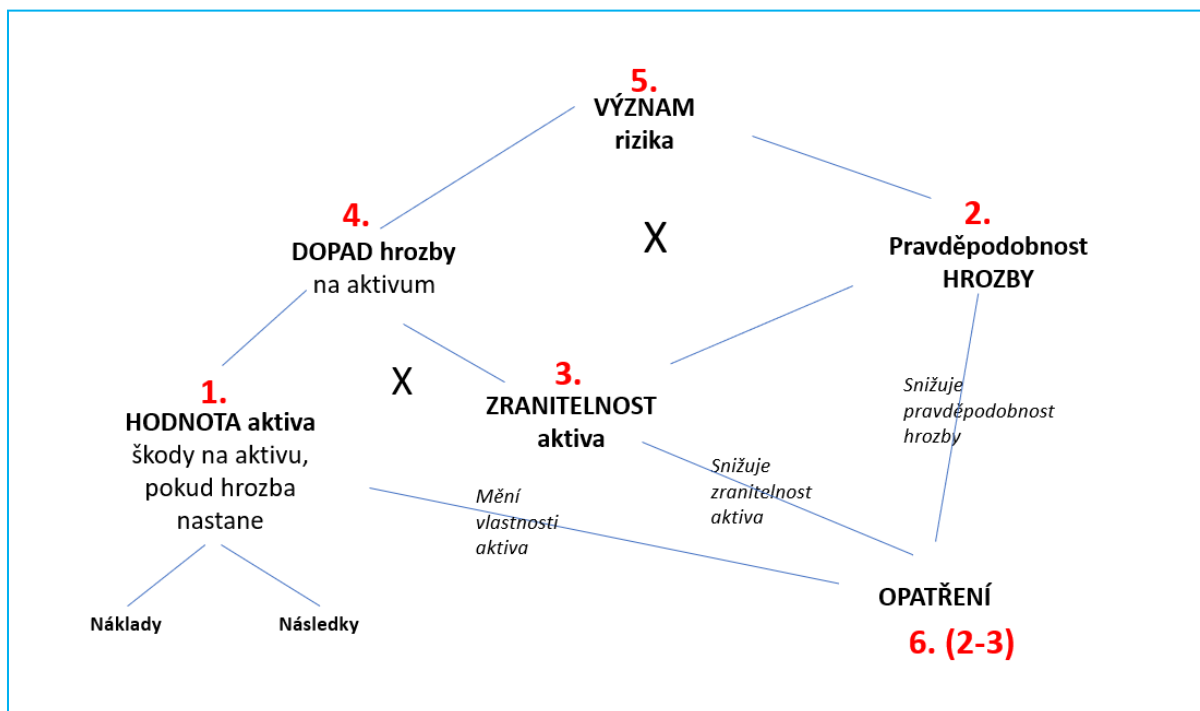 5.
VÝZNAM
rizika
4.
DOPAD hrozby
na aktivum
X
2.
Pravděpodobnost
HROZBY
1.
HODNOTA aktiva
škody na aktivu,
pokud hrozba
nastane
X
3.
ZRANITELNOST
aktiva
Snižuje
pravděpodobnost
hrozby
Snižuje
zranitelnost
aktiva
Mění
vlastnosti
aktiva
Náklady
Následky
OPATŘENÍ
6. (2-3)